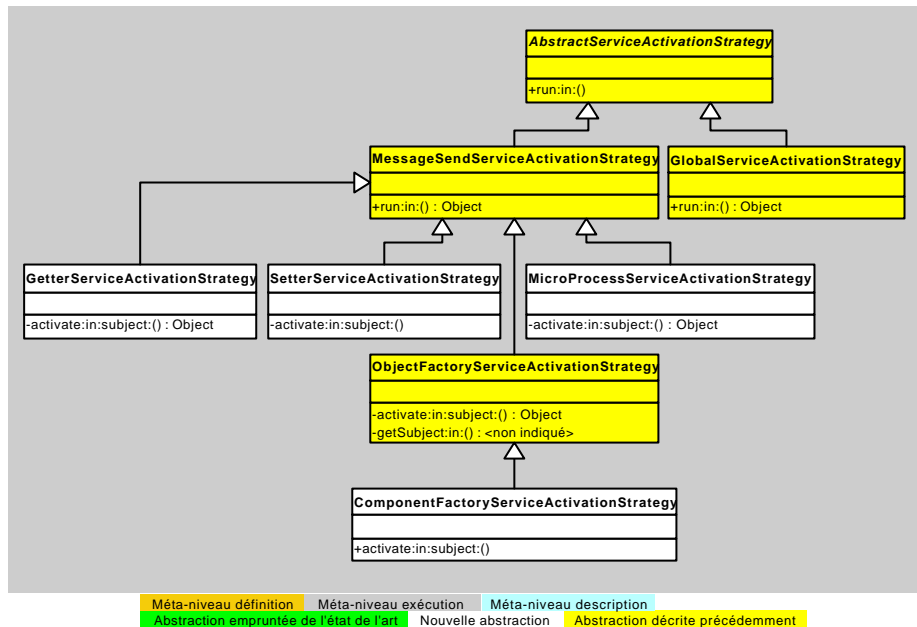 AbstractServiceActivationStrategy
+run:in:()
MessageSendServiceActivationStrategy
+run:in:() : Object
GlobalServiceActivationStrategy
+run:in:() : Object
GetterServiceActivationStrategy
-activate:in:subject:() : Object
SetterServiceActivationStrategy
-activate:in:subject:()
MicroProcessServiceActivationStrategy
-activate:in:subject:() : Object
ObjectFactoryServiceActivationStrategy
-activate:in:subject:() : Object
-getSubject:in:() : <non indiqué>
ComponentFactoryServiceActivationStrategy
+activate:in:subject:()
Méta-niveau définition Méta-niveau exécution Méta-niveau description
Abstraction empruntée de l'état de l'art Nouvelle abstraction Abstraction décrite précédemment